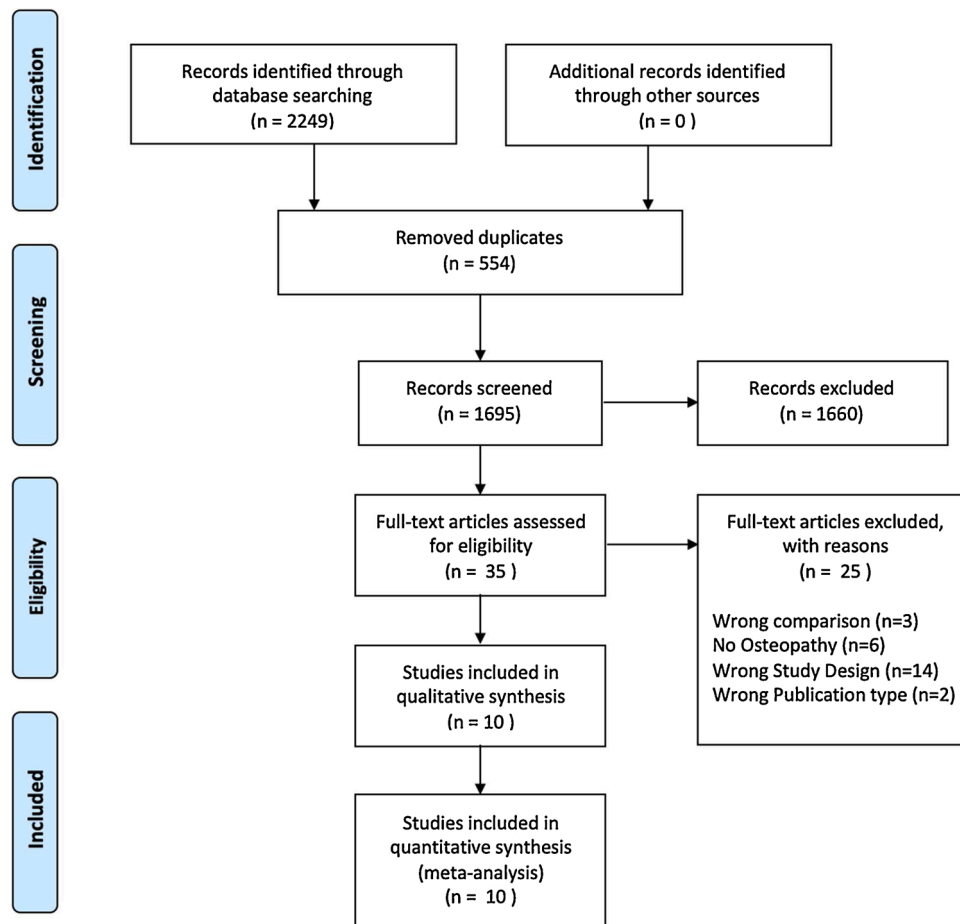 Identification
Records identified through
database searching
(n = 2249)
Additional records identified
through other sources
(n = 0 )
Removed duplicates
(n = 554)
Screening
Records screened
(n = 1695)
Records excluded
(n = 1660)
Eligibility
Full-text articles assessed
for eligibility
(n = 35 )
Full-text articles excluded,
with reasons
(n = 25 )
Wrong comparison (n=3)
No Osteopathy (n=6)
Wrong Study Design (n=14)
Wrong Publication type (n=2)
Studies included in
qualitative synthesis
(n = 10 )
Included
Studies included in
quantitative synthesis
(meta-analysis)
(n = 10 )